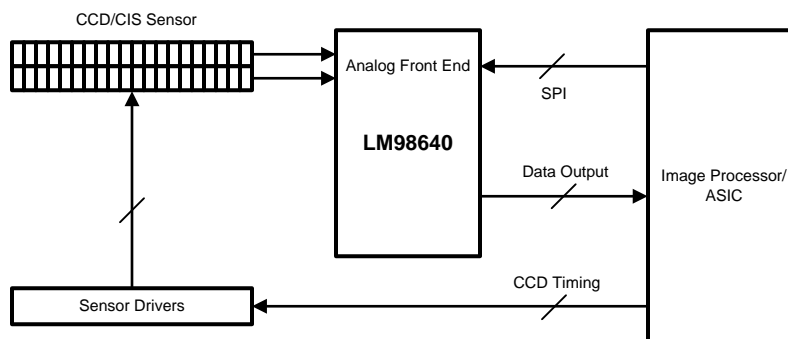 CCD/CIS Sensor
Analog Front End
LM98640
SPI
Data Output
Image Processor/
ASIC
CCD Timing
Sensor Drivers